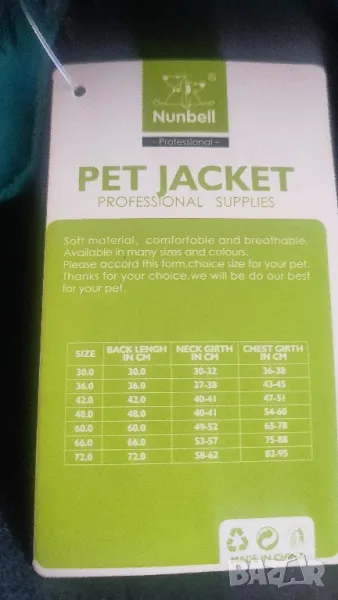 ®
Nunbell
- Professional -
PET JACKET
PROFESSIONAL SUPPLIES
Soft material, comfortable and breathable.
Available in many sizes and colours.
Please accord this form,choice size for your pet.
Thanks for your choice,we will be do our best
for your pet.
SIZE BACK LENGH IN CM NECK GIRTH IN CM CHEST GIRTH IN CM
30.0 30.0 30-32 36-38
36.0 36.0 37-38 43-45
42.0 42.0 40-41 47-51
48.0 48.0 40-41 54-60
60.0 60.0 49-52 65-78
66.0 66.0 53-57 75-88
72.0 72.0 58-62 82-95
MADE IN CHINA
BAZAR